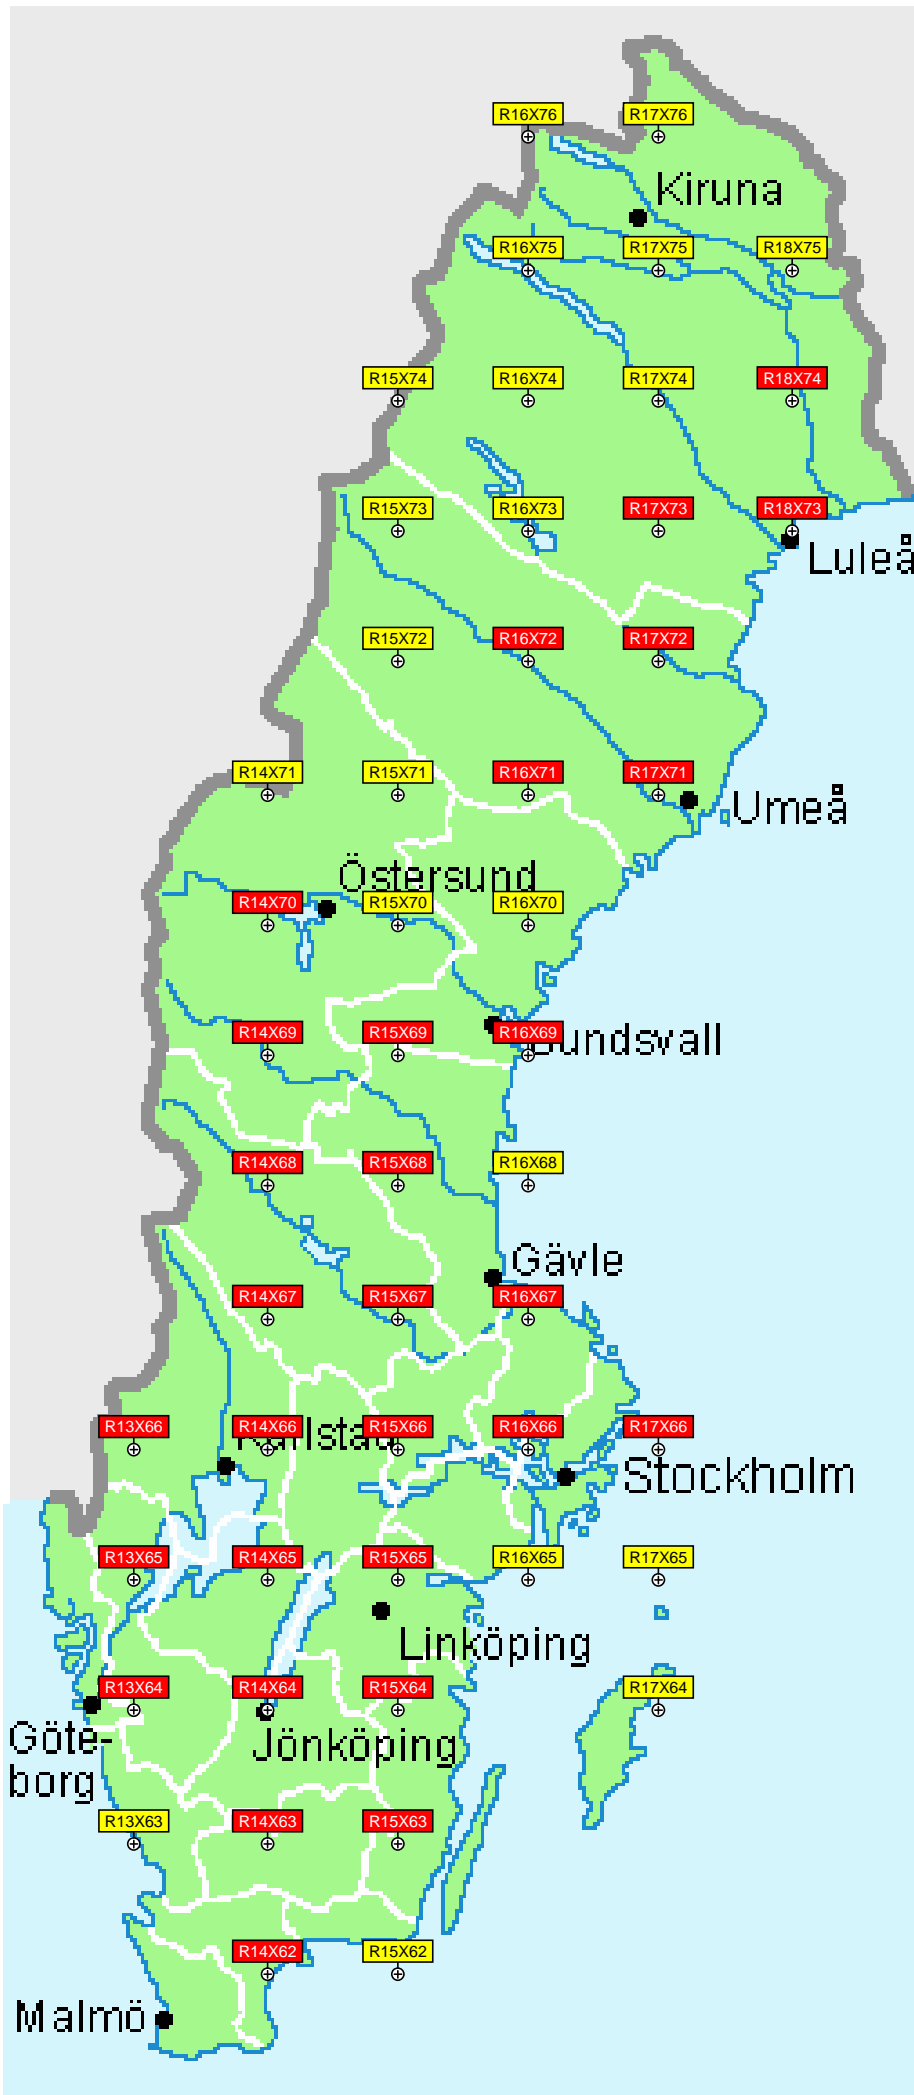 R16X76 R17X76
Kiruna
R16X75 R17X75 R18X75
R15X74 R16X74 R17X74 R18X74
R15X73 R16X73 R17X73 R18X73
Luleå
R15X72 R16X72 R17X72
R14X71 R15X71 R16X71 R17X71
Umeå
Östersund
R14X70 R15X70 R16X70
R14X69 R15X69 R16X69
Sundsvall
R14X68 R15X68 R16X68
Gävle
R14X67 R15X67 R16X67
R13X66 R14X66 R15X66 R16X66 R17X66
Karlstad
Stockholm
R13X65 R14X65 R15X65 R16X65 R17X65
Linköping
R13X64 R14X64 R15X64 R17X64
Göte-
borg
Jönköping
R13X63 R14X63 R15X63
R14X62 R15X62
Malmö